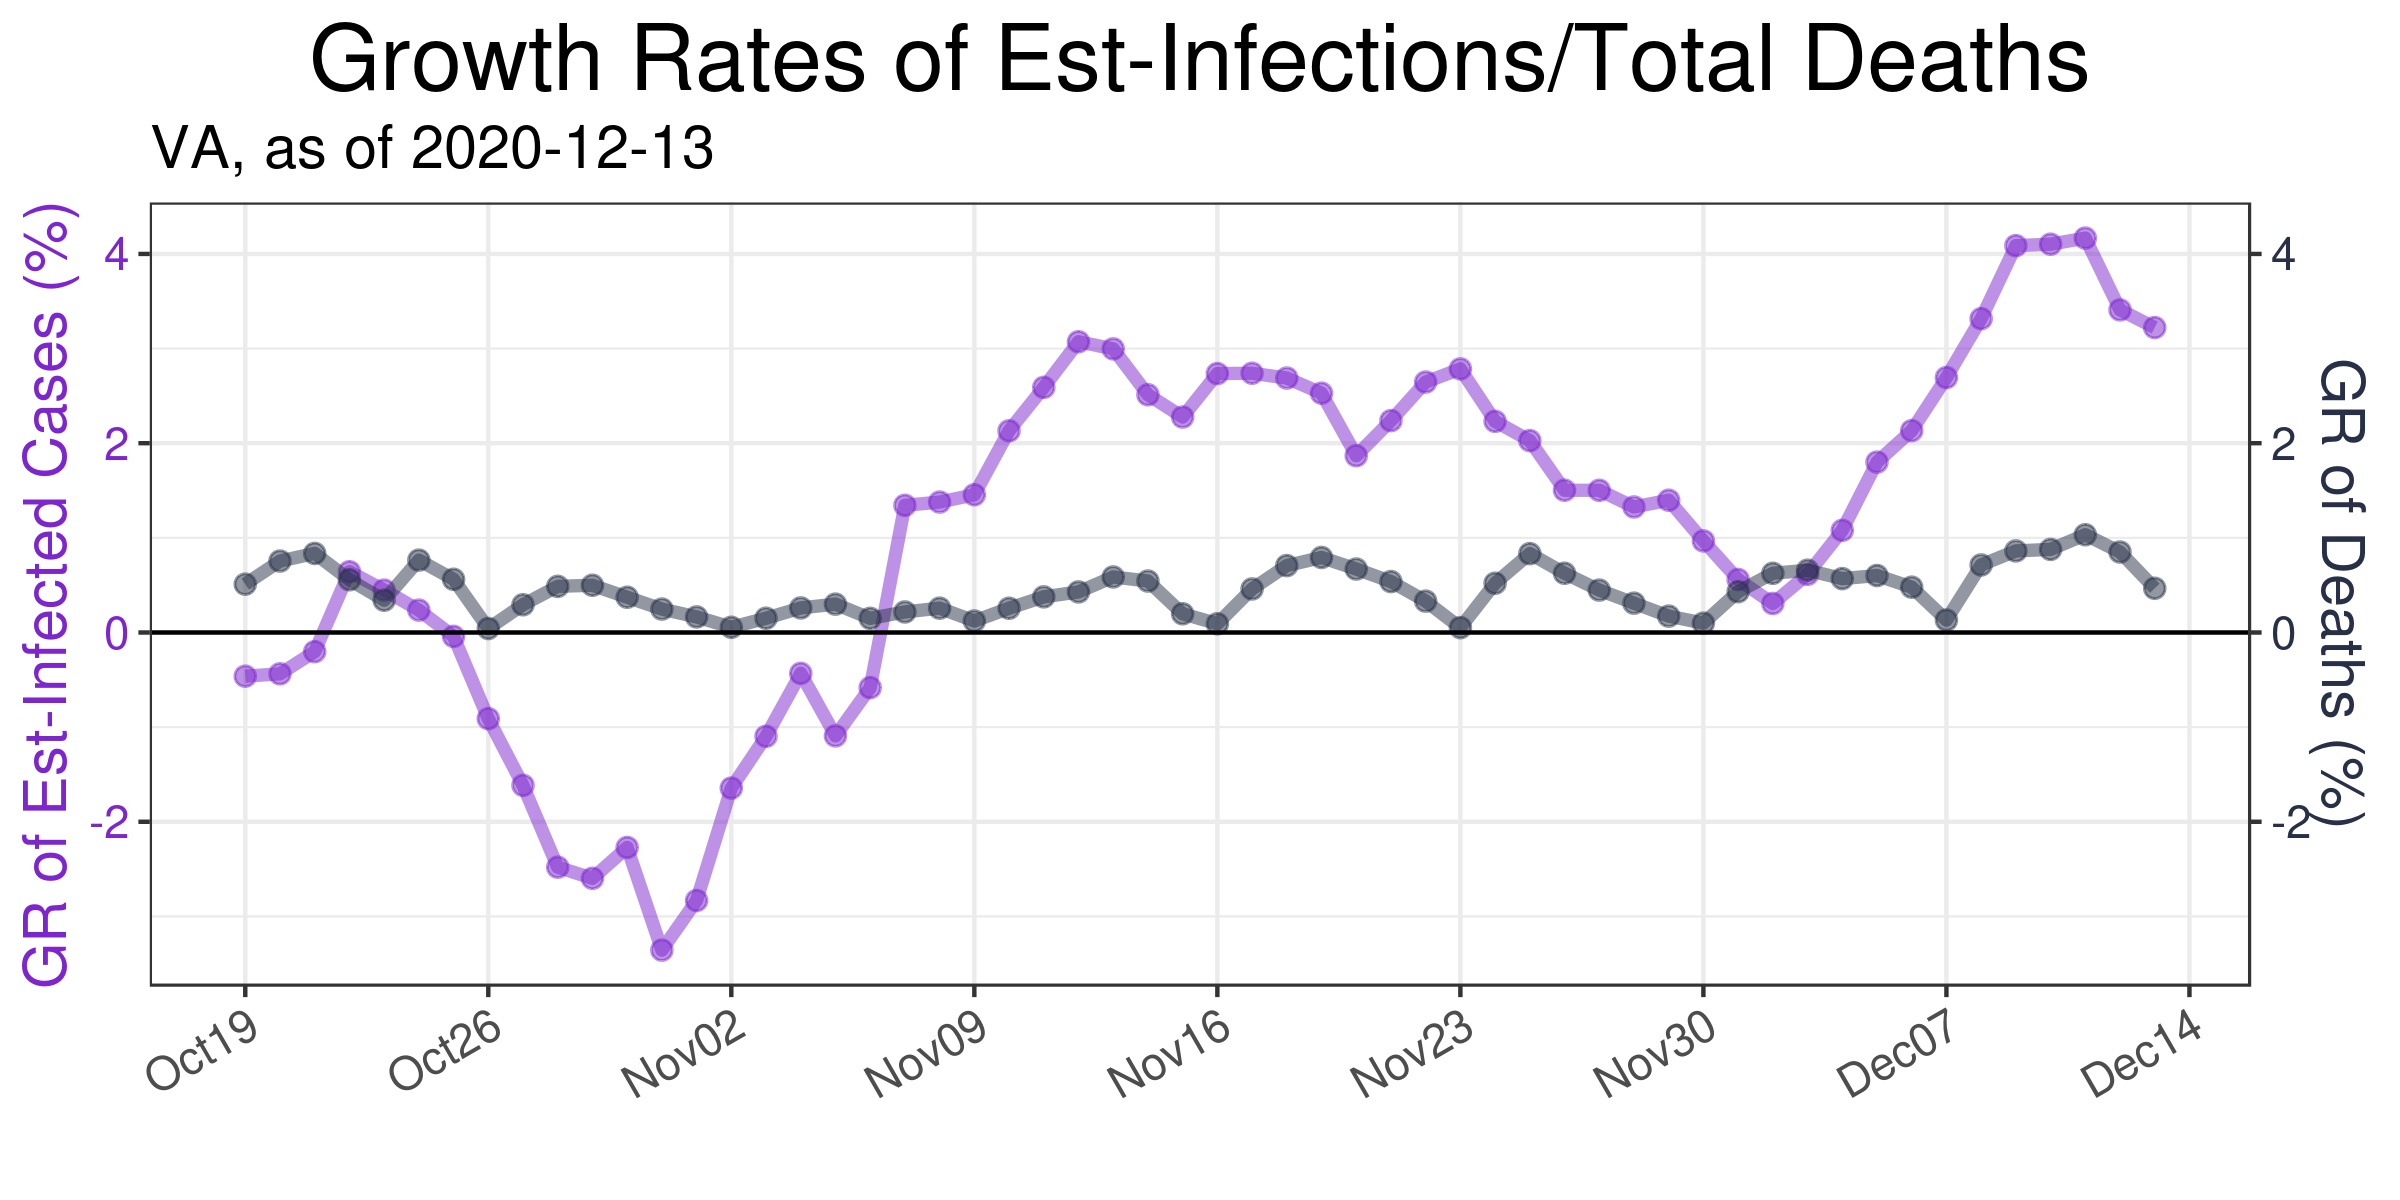 Growth Rates of Est-Infections/Total Deaths
VA, as of 2020-12-13
GR of Est-Infected Cases (%)
4
2
0
-2
4
2
0
-2
GR of Deaths (%)
Oct19
Oct26
Nov02
Nov09
Nov16
Nov23
Nov30
Dec07
Dec14